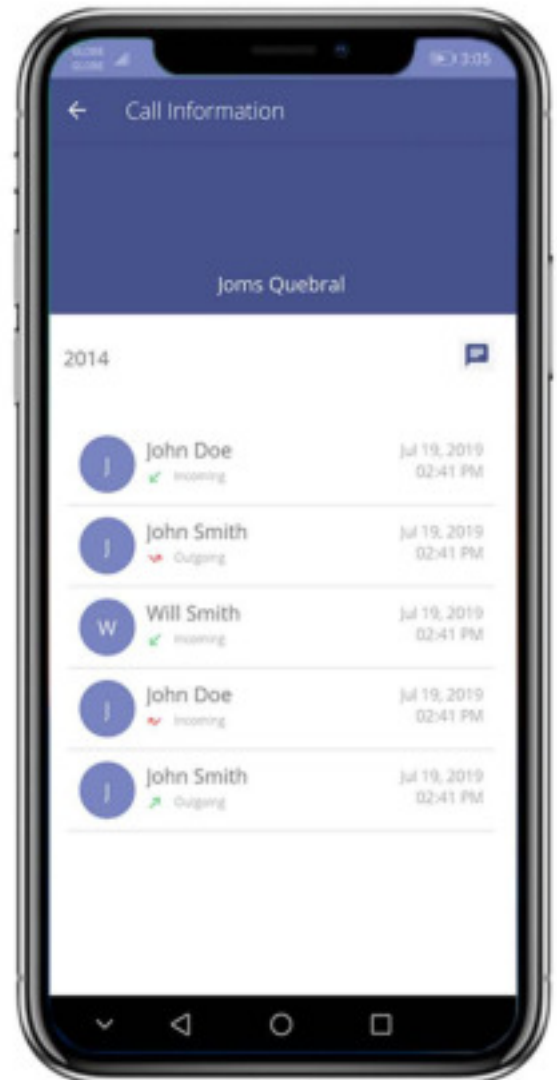 GLOBE
GLOBE
3:05
Call Information
Joms Quebral
2014
J
John Doe
Incoming
Jul 19, 2019
02:41 PM
J
John Smith
Outgoing
Jul 19, 2019
02:41 PM
W
Will Smith
Incoming
Jul 19, 2019
02:41 PM
J
John Doe
Incoming
Jul 19, 2019
02:41 PM
J
John Smith
Outgoing
Jul 19, 2019
02:41 PM